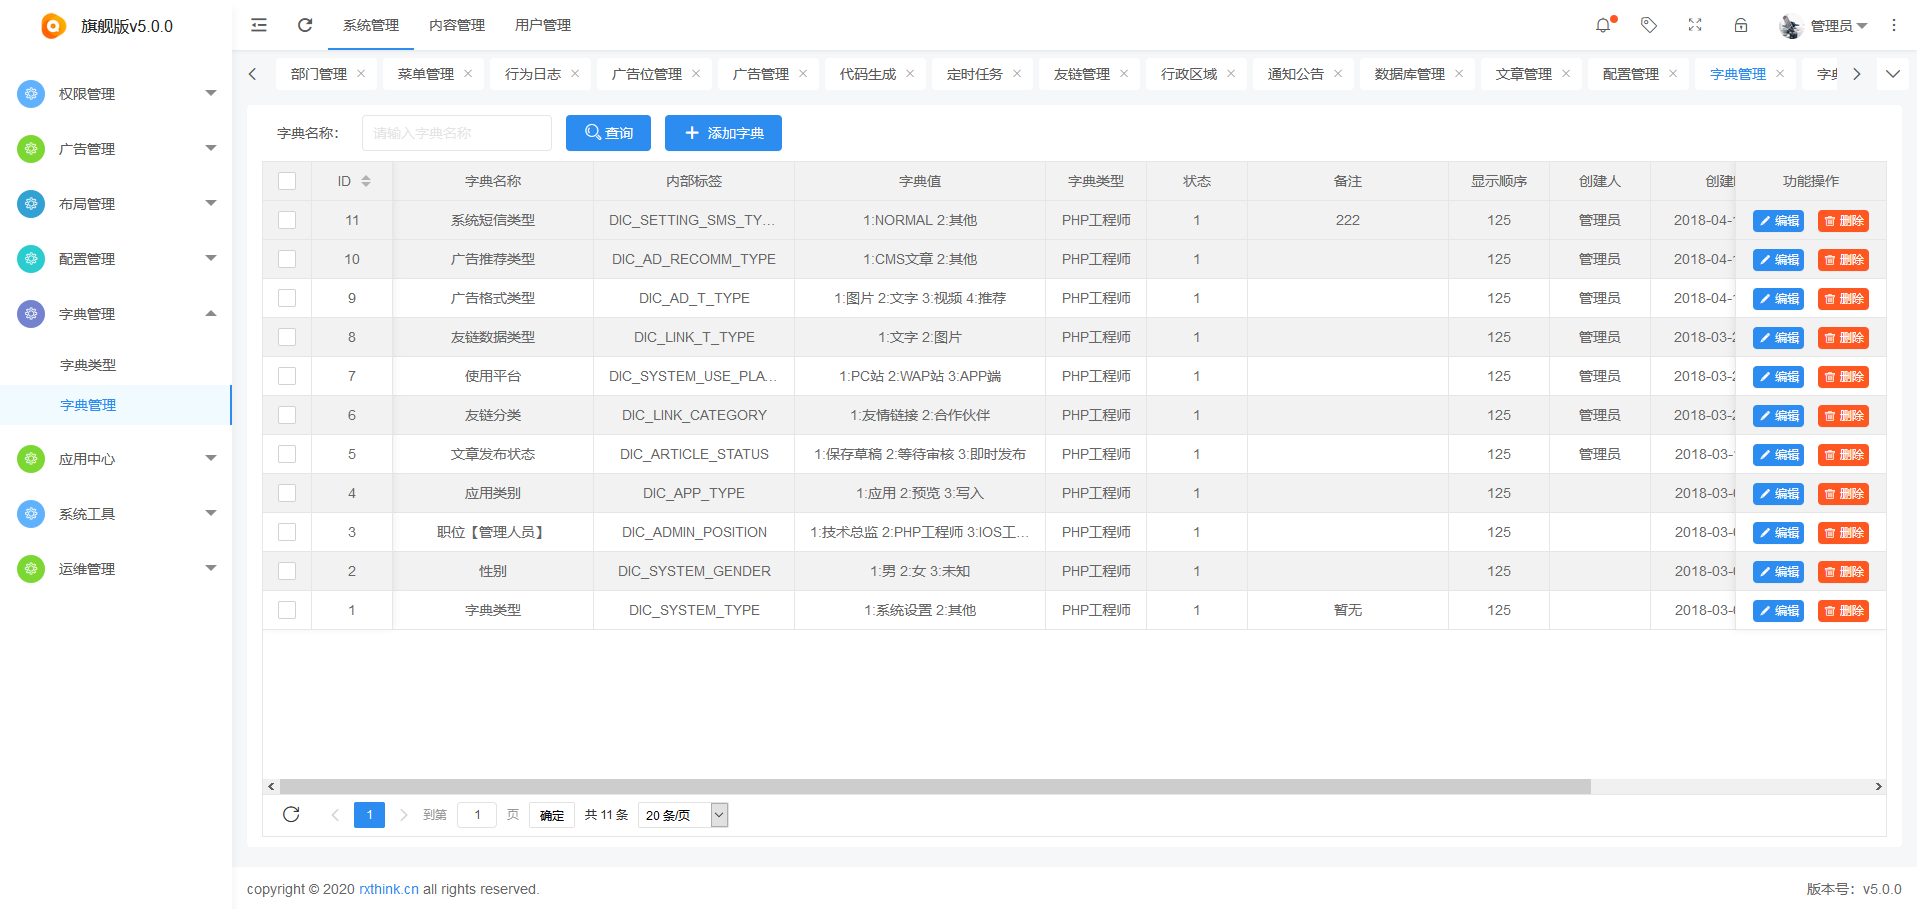 旗舰版v5.0.0
系统管理 内容管理 用户管理
管理员
权限管理
广告管理
布局管理
配置管理
字典管理
字典类型
字典管理
应用中心
系统工具
运维管理
部门管理 菜单管理 行为日志 广告位管理 广告管理 代码生成 定时任务 友链管理 行政区域 通知公告 数据库管理 文章管理 配置管理 字典管理 字典
字典名称： 请输入字典名称 查询 添加字典
ID 字典名称 内部标签 字典值 字典类型 状态 备注 显示顺序 创建人 创建 功能操作
11 系统短信类型 DIC_SETTING_SMS_TY... 1:NORMAL 2:其他 PHP工程师 1 222 125 管理员 2018-04- 编辑 删除
10 广告推荐类型 DIC_AD_RECOMM_TYPE 1:CMS文章 2:其他 PHP工程师 1 125 管理员 2018-04- 编辑 删除
9 广告格式类型 DIC_AD_T_TYPE 1:图片 2:文字 3:视频 4:推荐 PHP工程师 1 125 管理员 2018-04- 编辑 删除
8 友链数据类型 DIC_LINK_T_TYPE 1:文字 2:图片 PHP工程师 1 125 管理员 2018-03- 编辑 删除
7 使用平台 DIC_SYSTEM_USE_PLA... 1:PC站 2:WAP站 3:APP端 PHP工程师 1 125 管理员 2018-03- 编辑 删除
6 友链分类 DIC_LINK_CATEGORY 1:友情链接 2:合作伙伴 PHP工程师 1 125 管理员 2018-03- 编辑 删除
5 文章发布状态 DIC_ARTICLE_STATUS 1:保存草稿 2:等待审核 3:即时发布 PHP工程师 1 125 管理员 2018-03- 编辑 删除
4 应用类别 DIC_APP_TYPE 1:应用 2:预览 3:写入 PHP工程师 1 125 2018-03- 编辑 删除
3 职位【管理人员】 DIC_ADMIN_POSITION 1:技术总监 2:PHP工程师 3:IOS工... PHP工程师 1 125 2018-03- 编辑 删除
2 性别 DIC_SYSTEM_GENDER 1:男 2:女 3:未知 PHP工程师 1 125 2018-03- 编辑 删除
1 字典类型 DIC_SYSTEM_TYPE 1:系统设置 2:其他 PHP工程师 1 暂无 125 2018-03- 编辑 删除
1 到第 1 页 确定 共 11 条 20 条/页
copyright © 2020 rxthink.cn all rights reserved. 版本号：v5.0.0